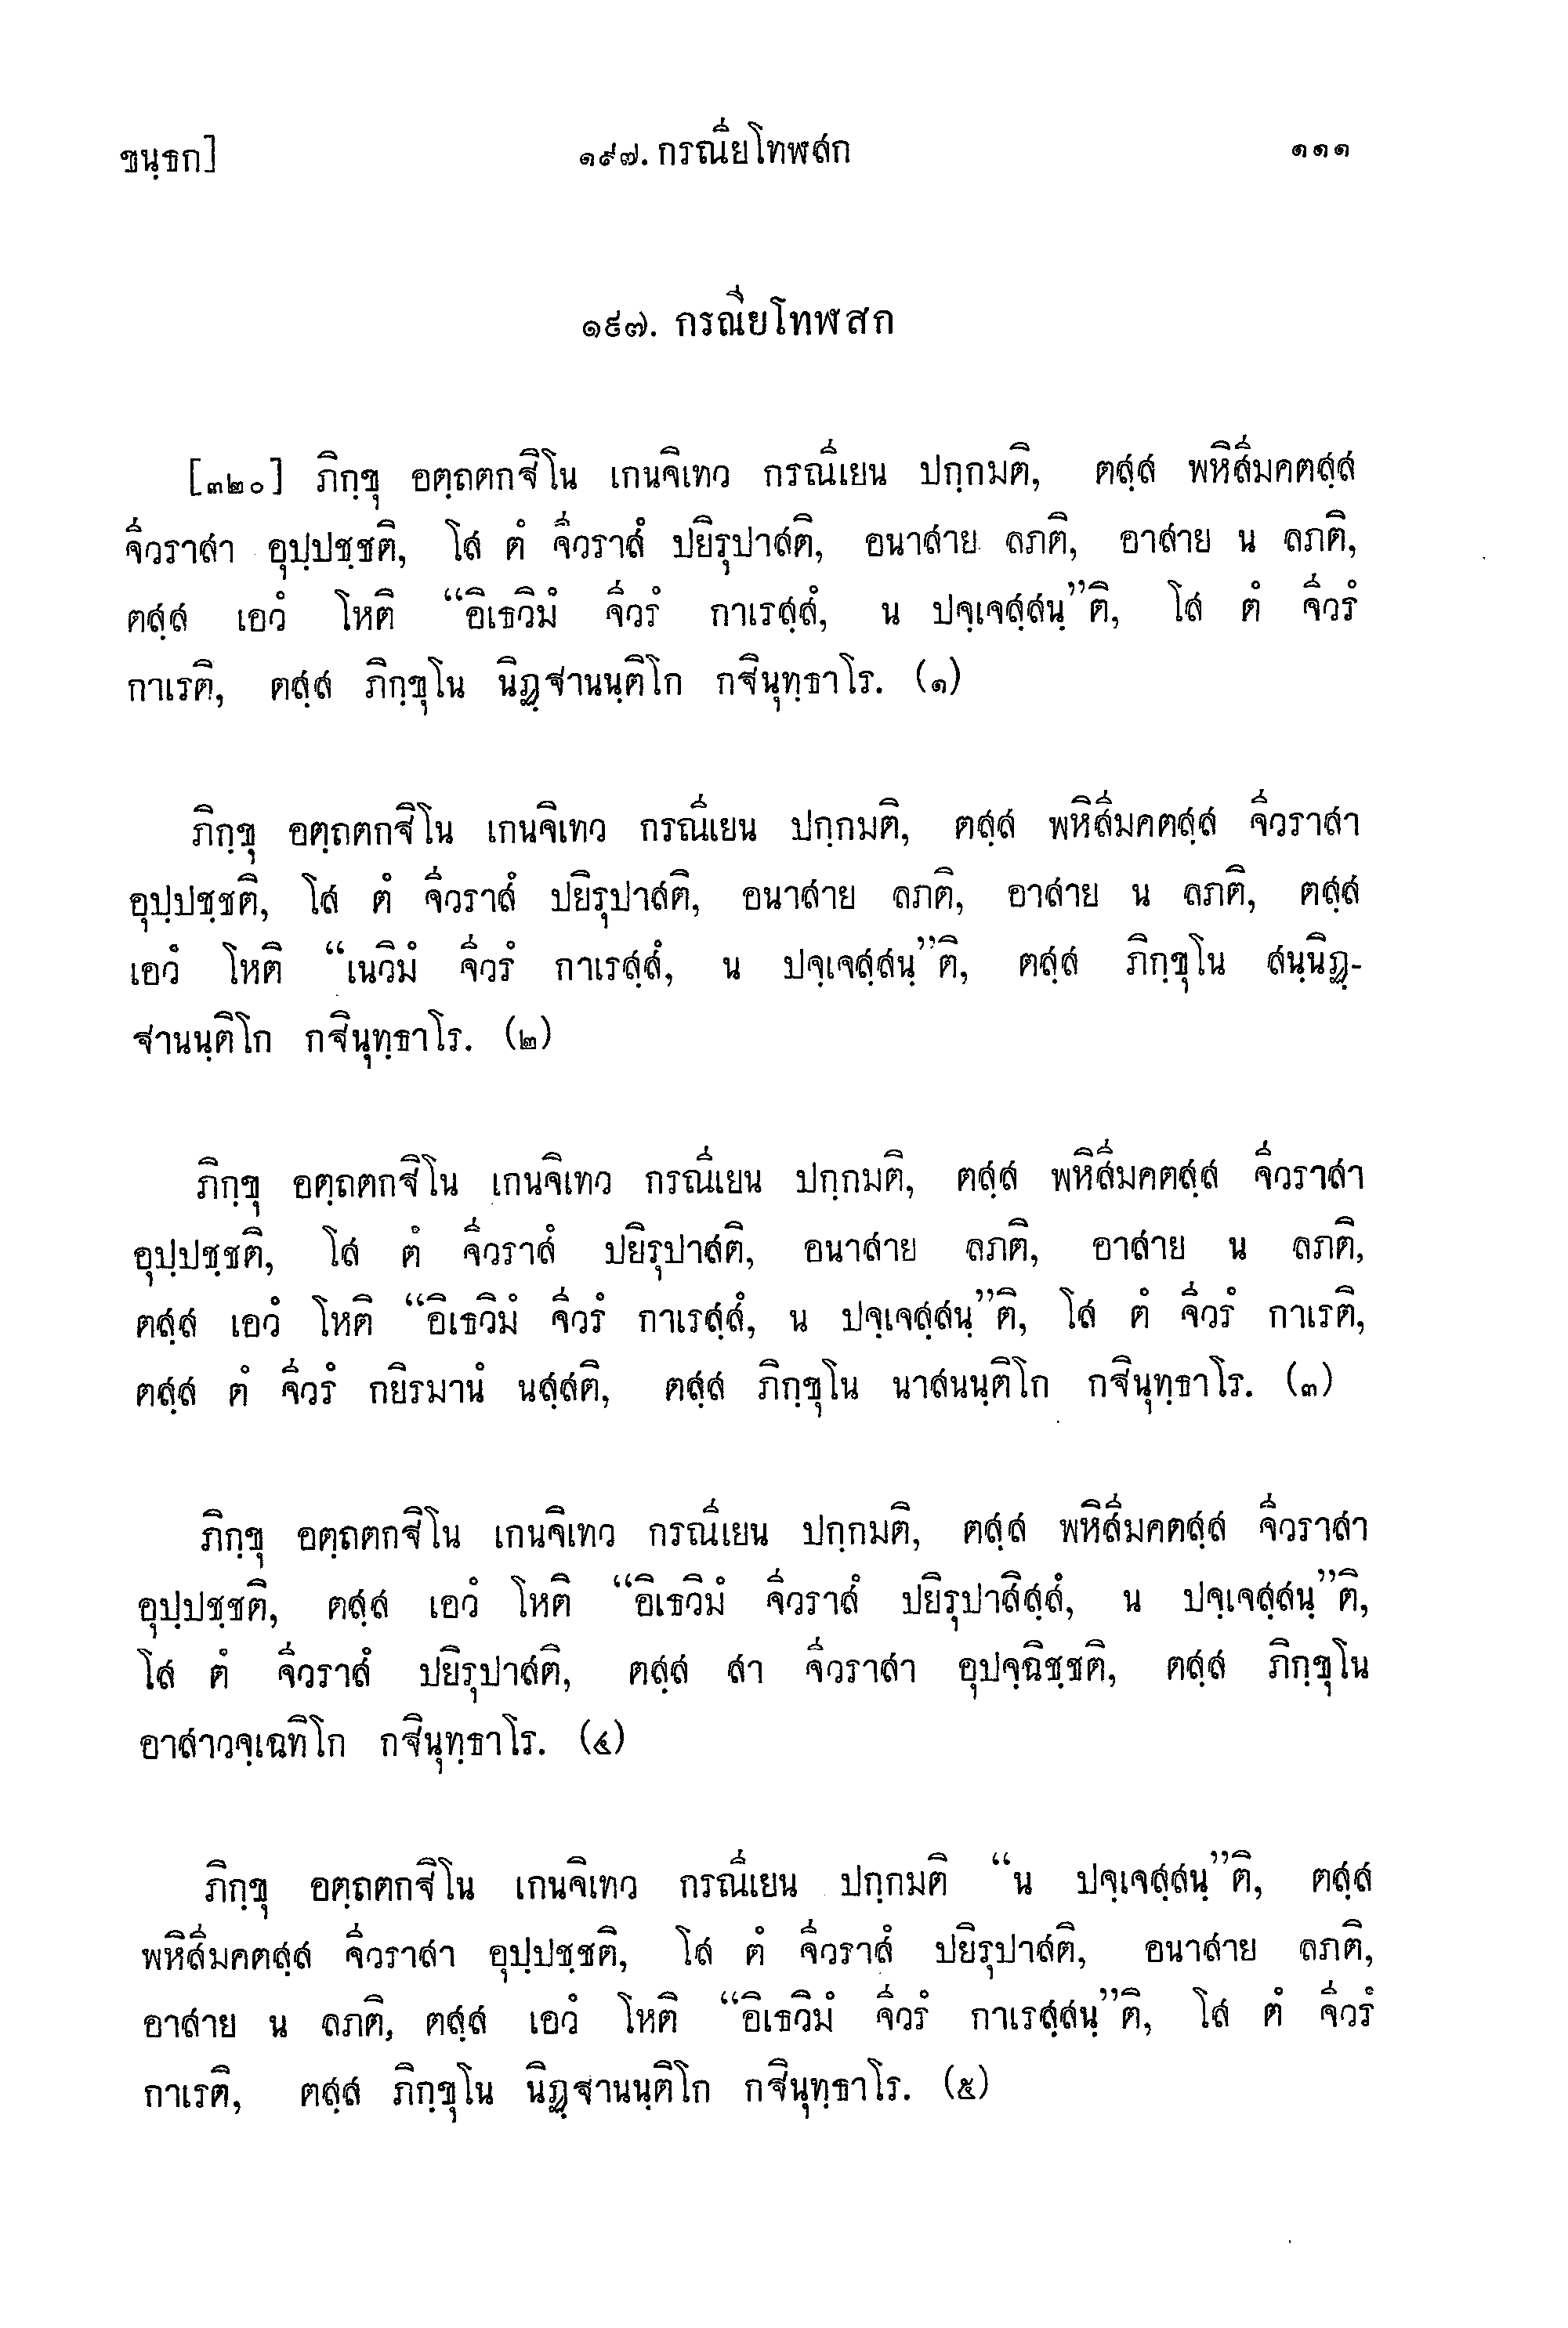 ขนฺธก]
๑๙๗. กรณียโทฬสก
๑๑๑
๑๙๗. กรณียโทฬสก
[๓๒๐] ภิกฺขุ อตฺถตกฐิโน เกนจิเทว กรณีเยน ปกฺกมติ, ตสฺส พหิสีมคตสฺส
จีวราสา อุปฺปชฺชติ, โส ตํ จีวราสํ ปยิรุปาสติ, อนาสาย ลภติ, อาสาย น ลภติ,
ตสฺส เอวํ โหติ “อิเธวิมํ จีวรํ กาเรสฺสํ, น ปจฺเจสฺสนฺ”ติ, โส ตํ จีวรํ
กาเรติ, ตสฺส ภิกฺขุโน นิฏฺฐานนฺติโก กฐินุทฺธาโร. (๑)
ภิกฺขุ อตฺถตกฐิโน เกนจิเทว กรณีเยน ปกฺกมติ, ตสฺส พหิสีมคตสฺส จีวราสา
อุปฺปชฺชติ, โส ตํ จีวราสํ ปยิรุปาสติ, อนาสาย ลภติ, อาสาย น ลภติ, ตสฺส
เอวํ โหติ “เนวิมํ จีวรํ กาเรสฺสํ, น ปจฺเจสฺสนฺ”ติ, ตสฺส ภิกฺขุโน สนฺนิฏฺ-
ฐานนฺติโก กฐินุทฺธาโร. (๒)
ภิกฺขุ อตฺถตกฐิโน เกนจิเทว กรณีเยน ปกฺกมติ, ตสฺส พหิสีมคตสฺส จีวราสา
อุปฺปชฺชติ, โส ตํ จีวราสํ ปยิรุปาสติ, อนาสาย ลภติ, อาสาย น ลภติ,
ตสฺส เอวํ โหติ “อิเธวิมํ จีวรํ กาเรสฺสํ, น ปจฺเจสฺสนฺ”ติ, โส ตํ จีวรํ กาเรติ,
ตสฺส ตํ จีวรํ กยิรมานํ นสฺสติ, ตสฺส ภิกฺขุโน นาสนนฺติโก กฐินุทฺธาโร. (๓)
ภิกฺขุ อตฺถตกฐิโน เกนจิเทว กรณีเยน ปกฺกมติ, ตสฺส พหิสีมคตสฺส จีวราสา
อุปฺปชฺชติ, ตสฺส เอวํ โหติ “อิเธวิมํ จีวราสํ ปยิรุปาสิสฺสํ, น ปจฺเจสฺสนฺ”ติ,
โส ตํ จีวราสํ ปยิรุปาสติ, ตสฺส สา จีวราสา อุปจฺฉิชฺชติ, ตสฺส ภิกฺขุโน
อาสาวจฺเฉทิโก กฐินุทฺธาโร. (๔)
ภิกฺขุ อตฺถตกฐิโน เกนจิเทว กรณีเยน ปกฺกมติ “น ปจฺเจสฺสนฺ”ติ, ตสฺส
พหิสีมคตสฺส จีวราสา อุปฺปชฺชติ, โส ตํ จีวราสํ ปยิรุปาสติ, อนาสาย ลภติ,
อาสาย น ลภติ, ตสฺส เอวํ โหติ “อิเธวิมํ จีวรํ กาเรสฺสนฺ”ติ, โส ตํ จีวรํ
กาเรติ, ตสฺส ภิกฺขุโน นิฏฺฐานนฺติโก กฐินุทฺธาโร. (๕)